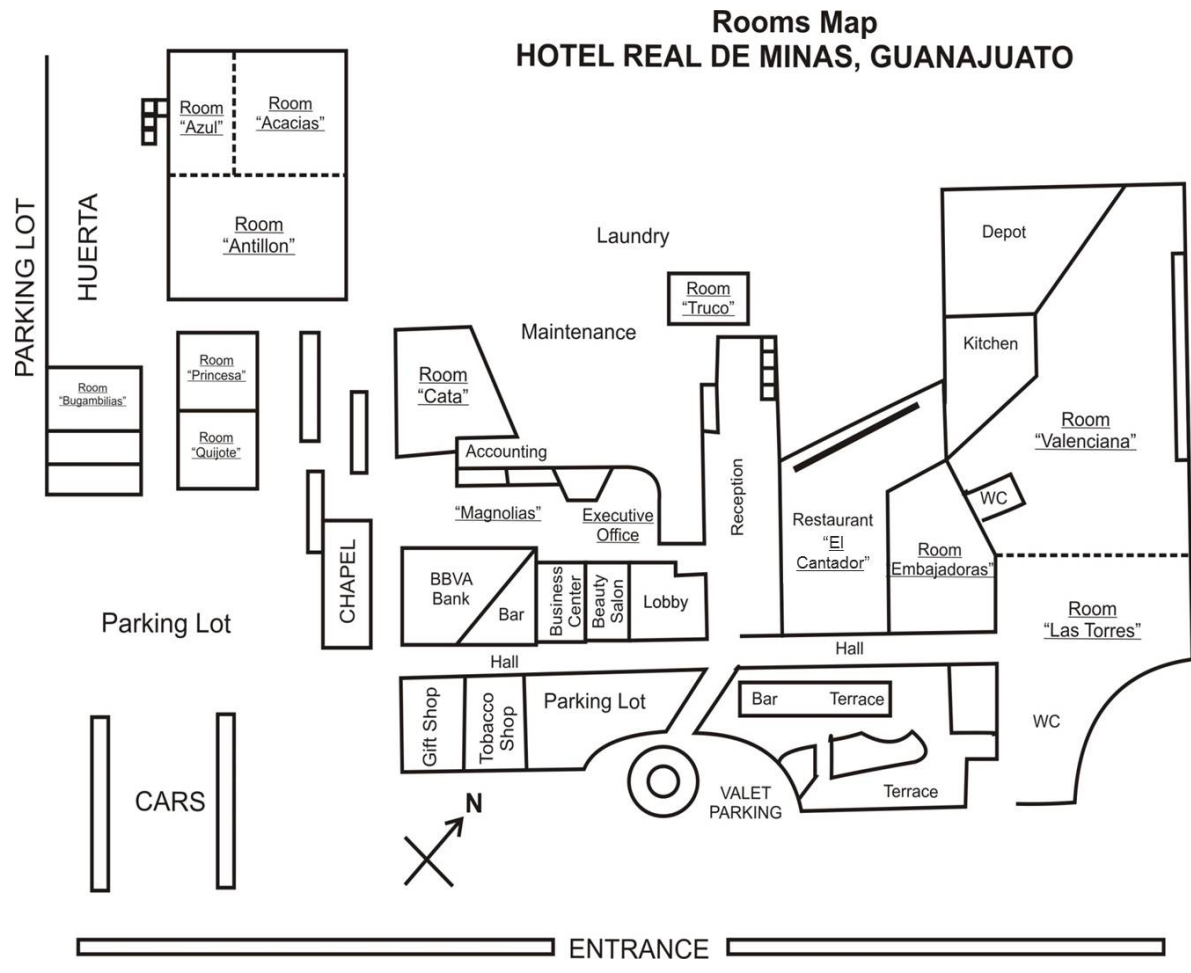 Rooms Map
HOTEL REAL DE MINAS, GUANAJUATO
Room
"Azul"
Room
"Acacias"
Room
"Antillon"
PARKING LOT
HUERTA
Laundry
Room
"Truco"
Maintenance
Depot
Kitchen
Room
"Princesa"
Room
"Bugambilias"
Room
"Quijote"
Room
"Cata"
Accounting
Room
"Valenciana"
"Magnolias"
Executive
Office
Reception
Restaurant
"El
Cantador"
WC
Room
Embajadoras"
CHAPEL
BBVA
Bank
Bar
Business
Center
Beauty
Salon
Lobby
Room
"Las Torres"
Parking Lot
Hall
Hall
Gift Shop
Tobacco
Shop
Parking Lot
Bar
Terrace
WC
CARS
N
VALET
PARKING
Terrace
ENTRANCE